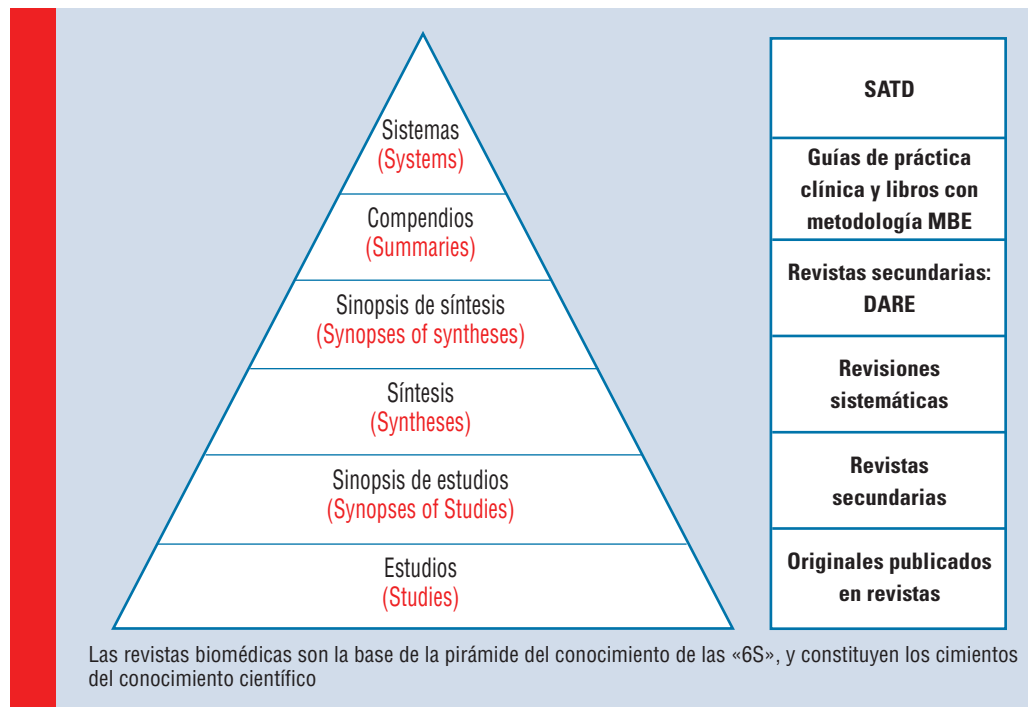 Sistemas
(Systems)
Compendios
(Summaries)
Sinopsis de síntesis
(Synopses of syntheses)
Síntesis
(Syntheses)
Sinopsis de estudios
(Synopses of Studies)
Estudios
(Studies)
SATD
Guías de práctica
clínica y libros con
metodología MBE
Revistas secundarias:
DARE
Revisiones
sistemáticas
Revistas
secundarias
Originales publicados
en revistas
Las revistas biomédicas son la base de la pirámide del conocimiento de las «6S», y constituyen los cimientos
del conocimiento científico